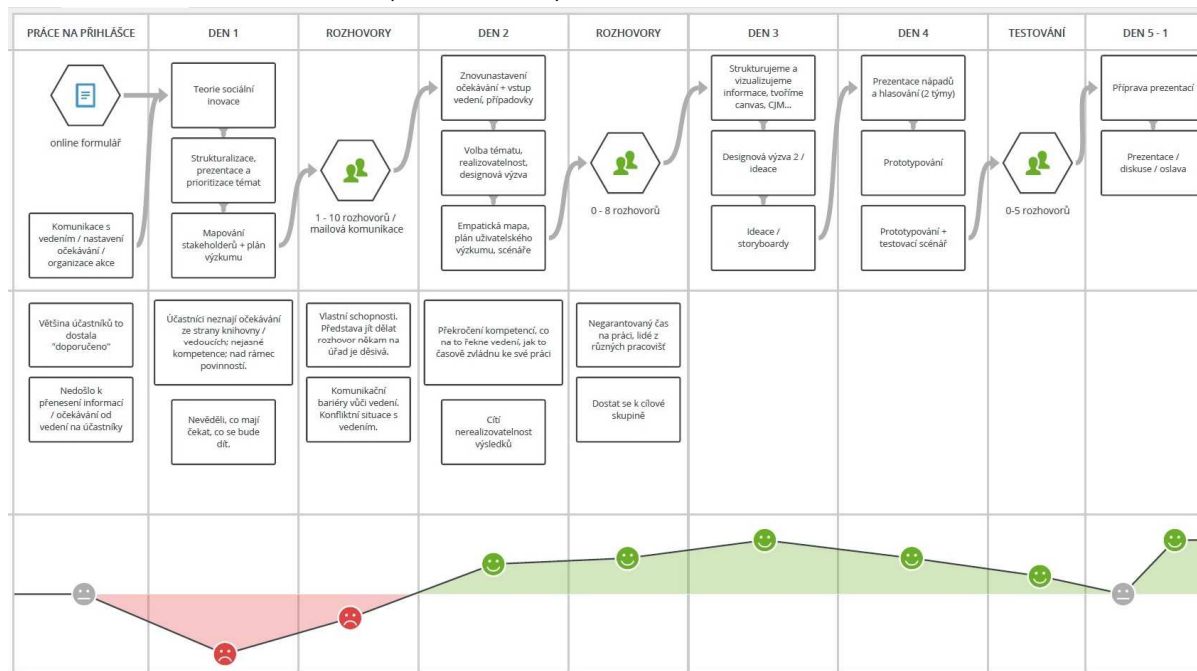 PRÁCE NA PŘIHLÁŠCE
DEN 1
ROZHOVORY
DEN 2
ROZHOVORY
DEN 3
DEN 4
TESTOVÁNÍ
DEN 5 - 1
online formulář
Komunikace s
vedením / nastavení
očekávání /
organizace akce
Teorie sociální
inovace
Strukturalizace,
prezentace a
prioritizace témat
Mapování
stakeholderů + plán
výzkumu
1 - 10 rozhovorů /
mailová komunikace
Znovunastavení
očekávání + vstup
vedení, případovky
Volba tématu,
realizovatelnost,
designová výzva
Empatická mapa,
plán uživatelského
výzkumu, scénáře
0 - 8 rozhovorů
Strukturujeme a
vizualizujeme
informace, tvoříme
canvas, CJM...
Designová výzva 2 /
ideace
Ideace /
storyboardy
Prezentace nápadů
a hlasování (2 týmy)
Prototypování
Prototypování +
testovací scénář
0-5 rozhovorů
Příprava prezentací
Prezentace /
diskuse / oslava
Většina účastníků to
dostala
"doporučeno"
Nedošlo k
přenesení informací
/ očekávání od
vedení na účastníky
Účastníci neznají očekávání
ze strany knihovny /
vedoucích; nejasné
kompetence; nad rámec
povinností.
Nevěděli, co mají
čekat, co se bude
dít.
Vlastní schopnosti.
Představa jít dělat
rozhovor někam na
úřad je děsivá.
Komunikační
bariéry vůči vedení.
Konfliktní situace s
vedením.
Překročení kompetencí, co
na to řekne vedení, jak to
časově zvládnu ke své práci
Cítí
nerealizovatelnost
výsledků
Negarantovaný čas
na práci, lidé z
různých pracovišť
Dostat se k cílové
skupině